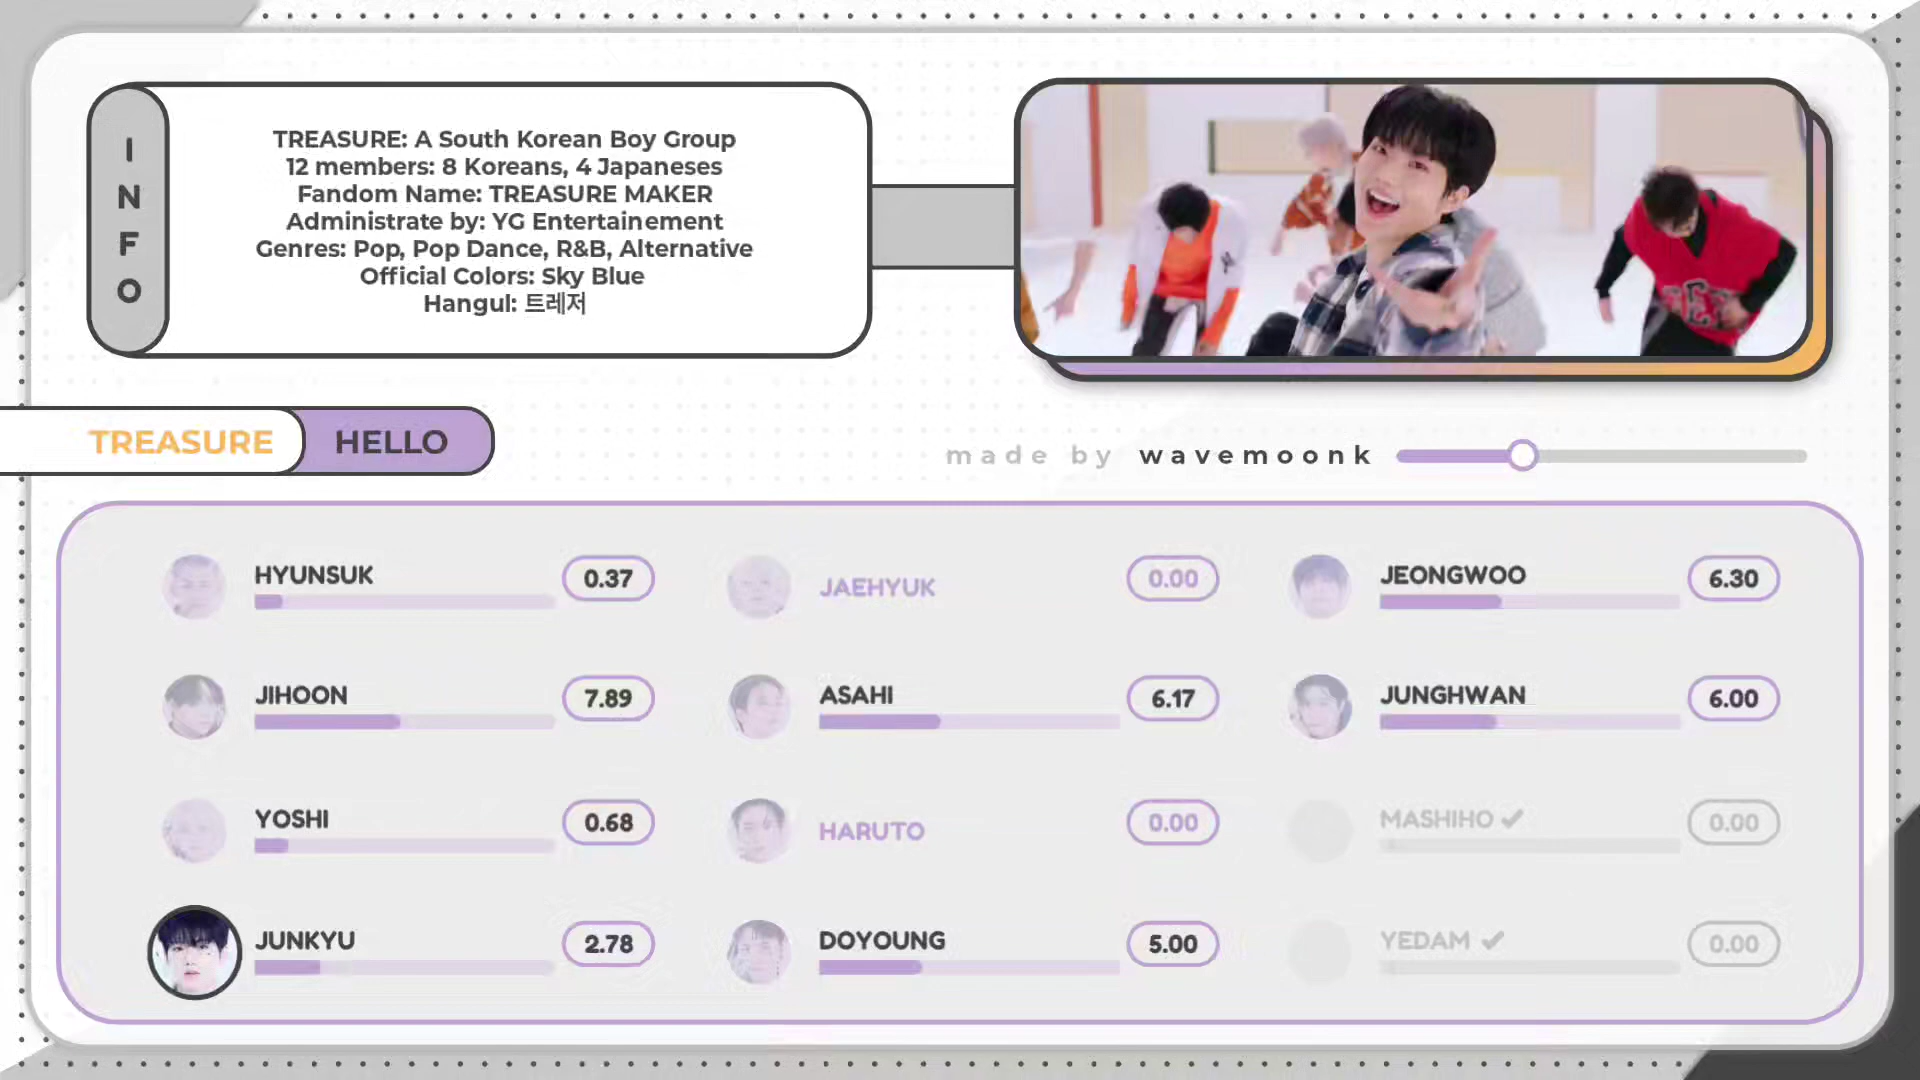 INFO
TREASURE: A South Korean Boy Group
12 members: 8 Koreans, 4 Japaneses
Fandom Name: TREASURE MAKER
Administrate by: YG Entertainement
Genres: Pop, Pop Dance, R&B, Alternative
Official Colors: Sky Blue
Hangul: 트레저
TREASURE HELLO
made by wavemoonk
HYUNSUK 0.37
JAEHYUK 0.00
JEONGWOO 6.30
JIHOON 7.89
ASAHI 6.17
JUNGHWAN 6.00
YOSHI 0.68
HARUTO 0.00
MASHIHO ✔ 0.00
JUNKYU 2.78
DOYOUNG 5.00
YEDAM ✔ 0.00